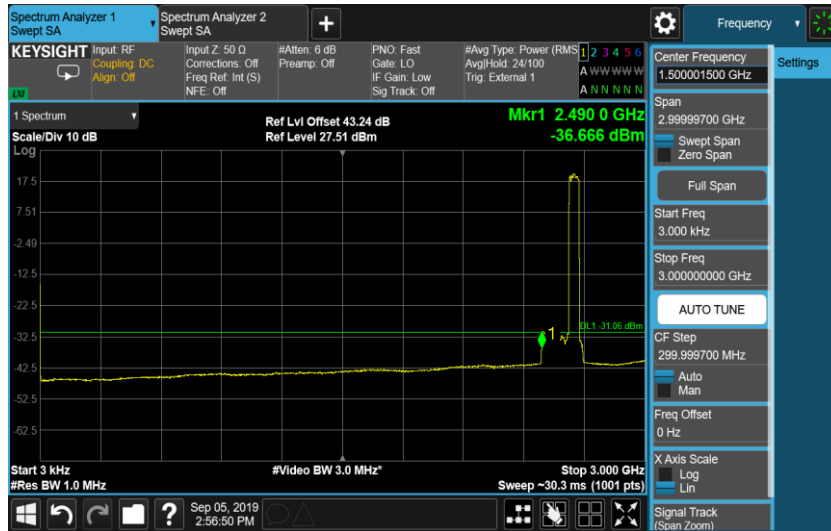 Spectrum Analyzer 1
Swept SA
Spectrum Analyzer 2
Swept SA
Frequency
KEYSIGHT
LXI
Input: RF
Coupling: DC
Align: Off
Input Z: 50 Ω
Corrections: Off
Freq Ref: Int (S)
NFE: Off
#Atten: 6 dB
Preamp: Off
PNO: Fast
Gate: LO
IF Gain: Low
Sig Track: Off
#Avg Type: Power (RMS
Avg|Hold: 24/100
Trig: External 1
1 2 3 4 5 6
A W W W W W
A N N N N N
1 Spectrum
Scale/Div 10 dB
Log
Ref Lvl Offset 43.24 dB
Ref Level 27.51 dBm
Mkr1 2.490 0 GHz
-36.666 dBm
17.5
7.51
-2.49
-12.5
-22.5
-32.5
-42.5
-52.5
-62.5
DL1 -31.06 dBm
1
Start 3 kHz
#Res BW 1.0 MHz
#Video BW 3.0 MHz*
Stop 3.000 GHz
Sweep ~30.3 ms (1001 pts)
Center Frequency
1.500001500 GHz
Settings
Span
2.99999700 GHz
Swept Span
Zero Span
Full Span
Start Freq
3.000 kHz
Stop Freq
3.000000000 GHz
AUTO TUNE
CF Step
299.999700 MHz
Auto
Man
Freq Offset
0 Hz
X Axis Scale
Log
Lin
Signal Track
(Span Zoom)
?
Sep 05, 2019
2:56:50 PM